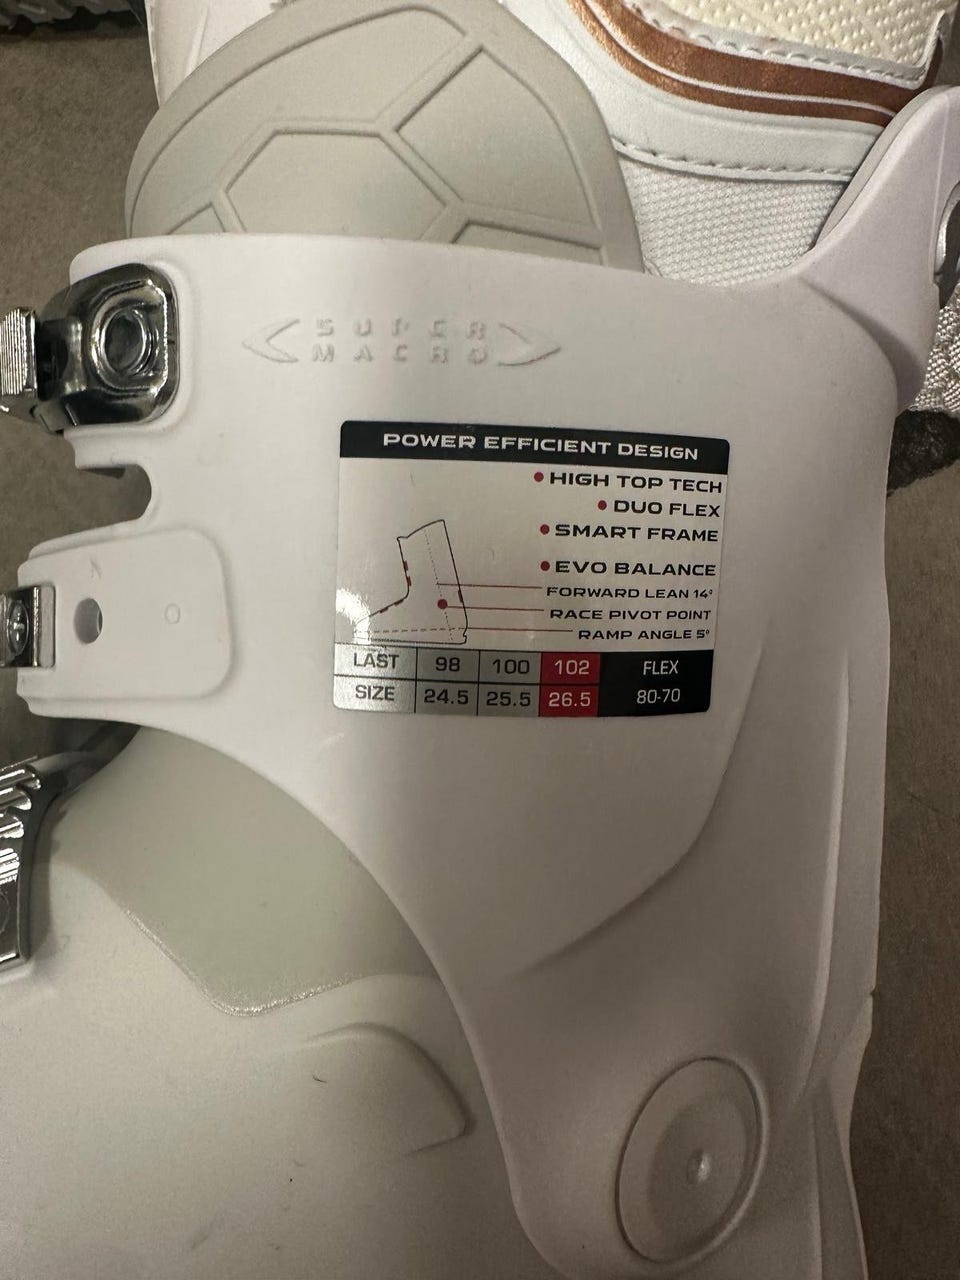 SUPER
MACRO
POWER EFFICIENT DESIGN
• HIGH TOP TECH
• DUO FLEX
• SMART FRAME
• EVO BALANCE
FORWARD LEAN 14°
RACE PIVOT POINT
RAMP ANGLE 5°
LAST 98 100 102 FLEX
SIZE 24.5 25.5 26.5 80-70